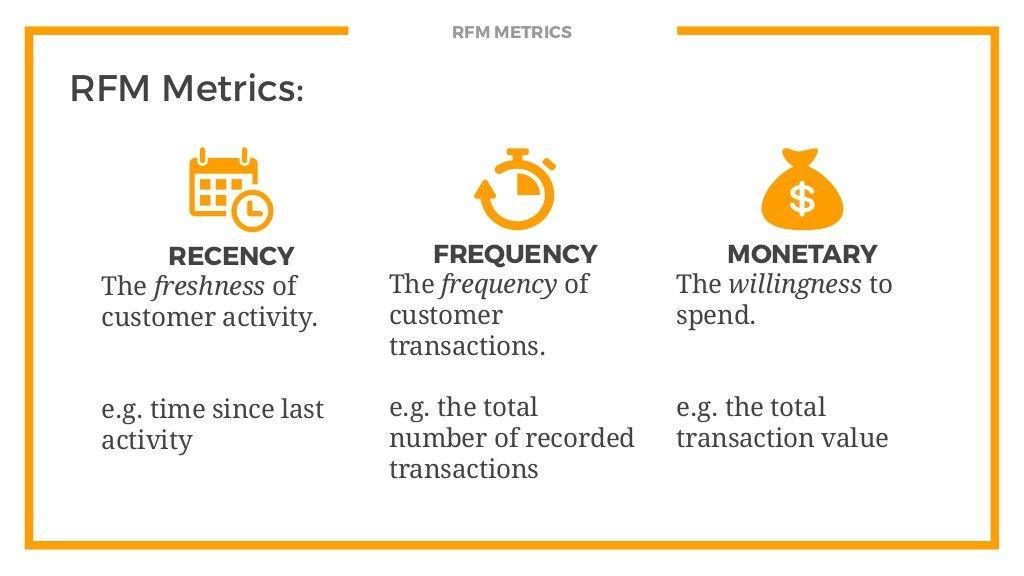 RFM METRICS
RFM Metrics:
RECENCY
The freshness of
customer activity.
e.g. time since last
activity
FREQUENCY
The frequency of
customer
transactions.
e.g. the total
number of recorded
transactions
$
MONETARY
The willingness to
spend.
e.g. the total
transaction value